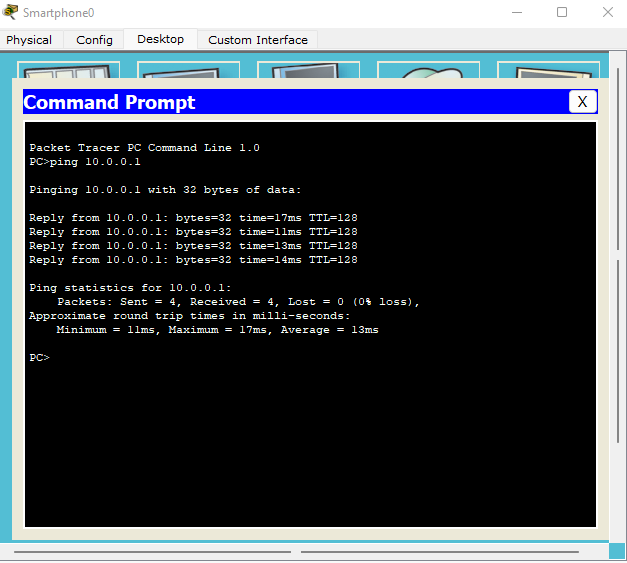 Smartphone0
Physical Config Desktop Custom Interface
Command Prompt
X
Packet Tracer PC Command Line 1.0
PC>ping 10.0.0.1
Pinging 10.0.0.1 with 32 bytes of data:
Reply from 10.0.0.1: bytes=32 time=17ms TTL=128
Reply from 10.0.0.1: bytes=32 time=11ms TTL=128
Reply from 10.0.0.1: bytes=32 time=13ms TTL=128
Reply from 10.0.0.1: bytes=32 time=14ms TTL=128
Ping statistics for 10.0.0.1:
Packets: Sent = 4, Received = 4, Lost = 0 (0% loss),
Approximate round trip times in milli-seconds:
Minimum = 11ms, Maximum = 17ms, Average = 13ms
PC>